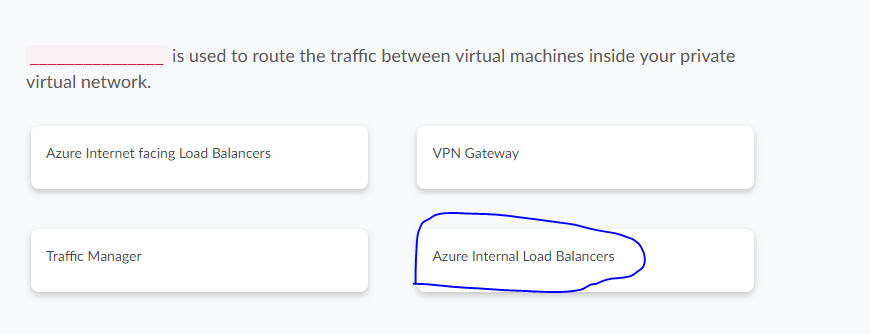 _______________ is used to route the traffic between virtual machines inside your private
virtual network.
Azure Internet facing Load Balancers
VPN Gateway
Traffic Manager
Azure Internal Load Balancers